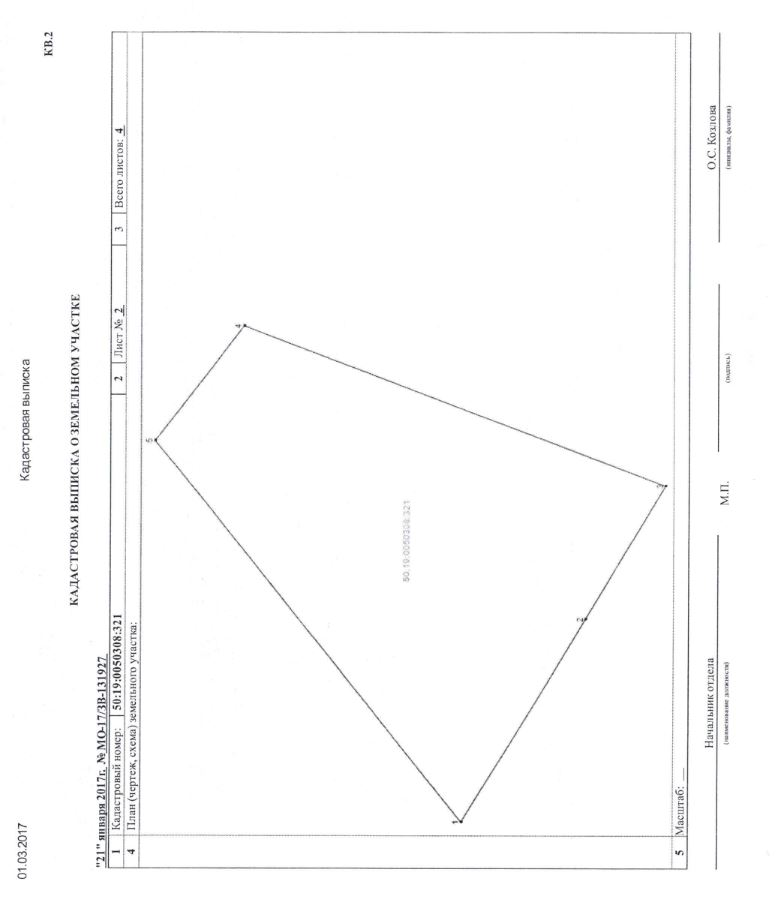 01.03.2017 Кадастровая выписка
КВ.2
КАДАСТРОВАЯ ВЫПИСКА О ЗЕМЕЛЬНОМ УЧАСТКЕ
"21" января 2017г. № МО-17/ЗВ-131927
1 Кадастровый номер: 50:19:0050308:321 2 Лист № 2 3 Всего листов: 4
4 План (чертеж, схема) земельного участка:
5
4
50:19:0050308:321
1
2
3
5 Масштаб: __
Начальник отдела О.С. Козлова
(наименование должности) М.П. (подпись) (инициалы, фамилия)